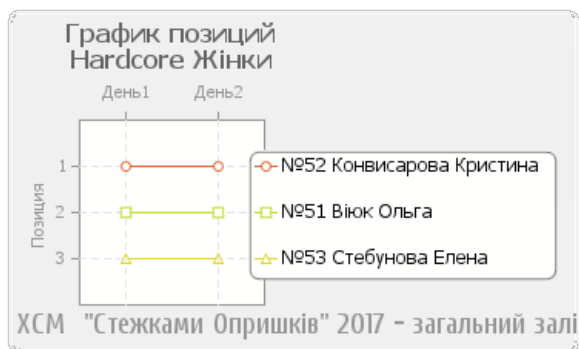 График позиций
Hardcore Жінки
День1 День2
Позиция
1
2
3
№52 Конвисарова Кристина
№51 Віюк Ольга
№53 Стебунова Елена
ХСМ "Стежками Опришків" 2017 - загальний залі